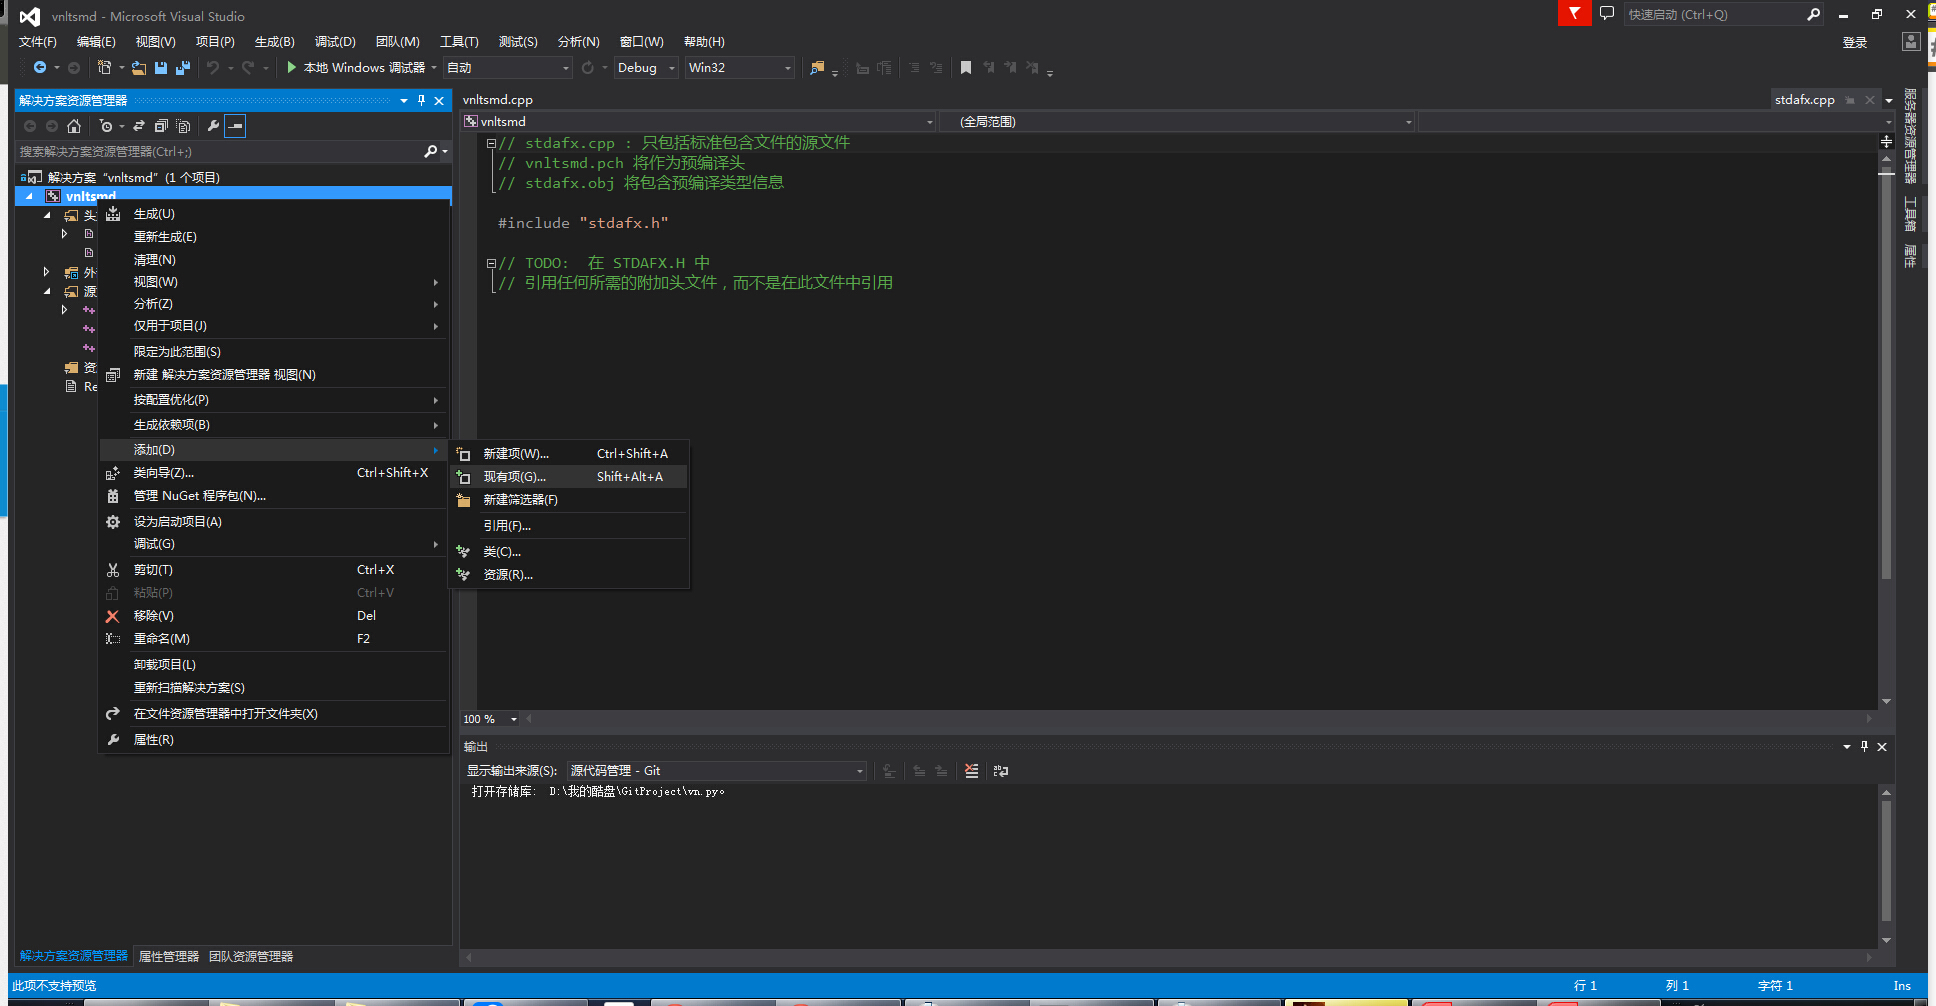 vnltsmd - Microsoft Visual Studio
快速启动 (Ctrl+Q)
文件(F) 编辑(E) 视图(V) 项目(P) 生成(B) 调试(D) 团队(M) 工具(T) 测试(S) 分析(N) 窗口(W) 帮助(H)
登录
本地 Windows 调试器 自动 Debug Win32
解决方案资源管理器
搜索解决方案资源管理器(Ctrl+;)
解决方案 “vnltsmd” (1 个项目)
vnltsmd
头
外
源
资
Re
生成(U)
重新生成(E)
清理(N)
视图(W)
分析(Z)
仅用于项目(J)
限定为此范围(S)
新建 解决方案资源管理器 视图(N)
按配置优化(P)
生成依赖项(B)
添加(D)
类向导(Z)... Ctrl+Shift+X
管理 NuGet 程序包(N)...
设为启动项目(A)
调试(G)
剪切(T) Ctrl+X
粘贴(P) Ctrl+V
移除(V) Del
重命名(M) F2
卸载项目(L)
重新扫描解决方案(S)
在文件资源管理器中打开文件夹(X)
属性(R)
新建项(W)... Ctrl+Shift+A
现有项(G)... Shift+Alt+A
新建筛选器(F)
引用(F)...
类(C)...
资源(R)...
解决方案资源管理器 属性管理器 团队资源管理器
vnltsmd.cpp
stdafx.cpp
vnltsmd
(全局范围)
// stdafx.cpp : 只包括标准包含文件的源文件
// vnltsmd.pch 将作为预编译头
// stdafx.obj 将包含预编译类型信息
#include "stdafx.h"
// TODO: 在 STDAFX.H 中
// 引用任何所需的附加头文件，而不是在此文件中引用
100 %
输出
显示输出来源(S): 源代码管理 - Git
打开存储库: D:\我的酷盘\GitProject\vn.py。
服务器资源管理器
工具箱
属性
此项不支持预览
行 1 列 1 字符 1 Ins